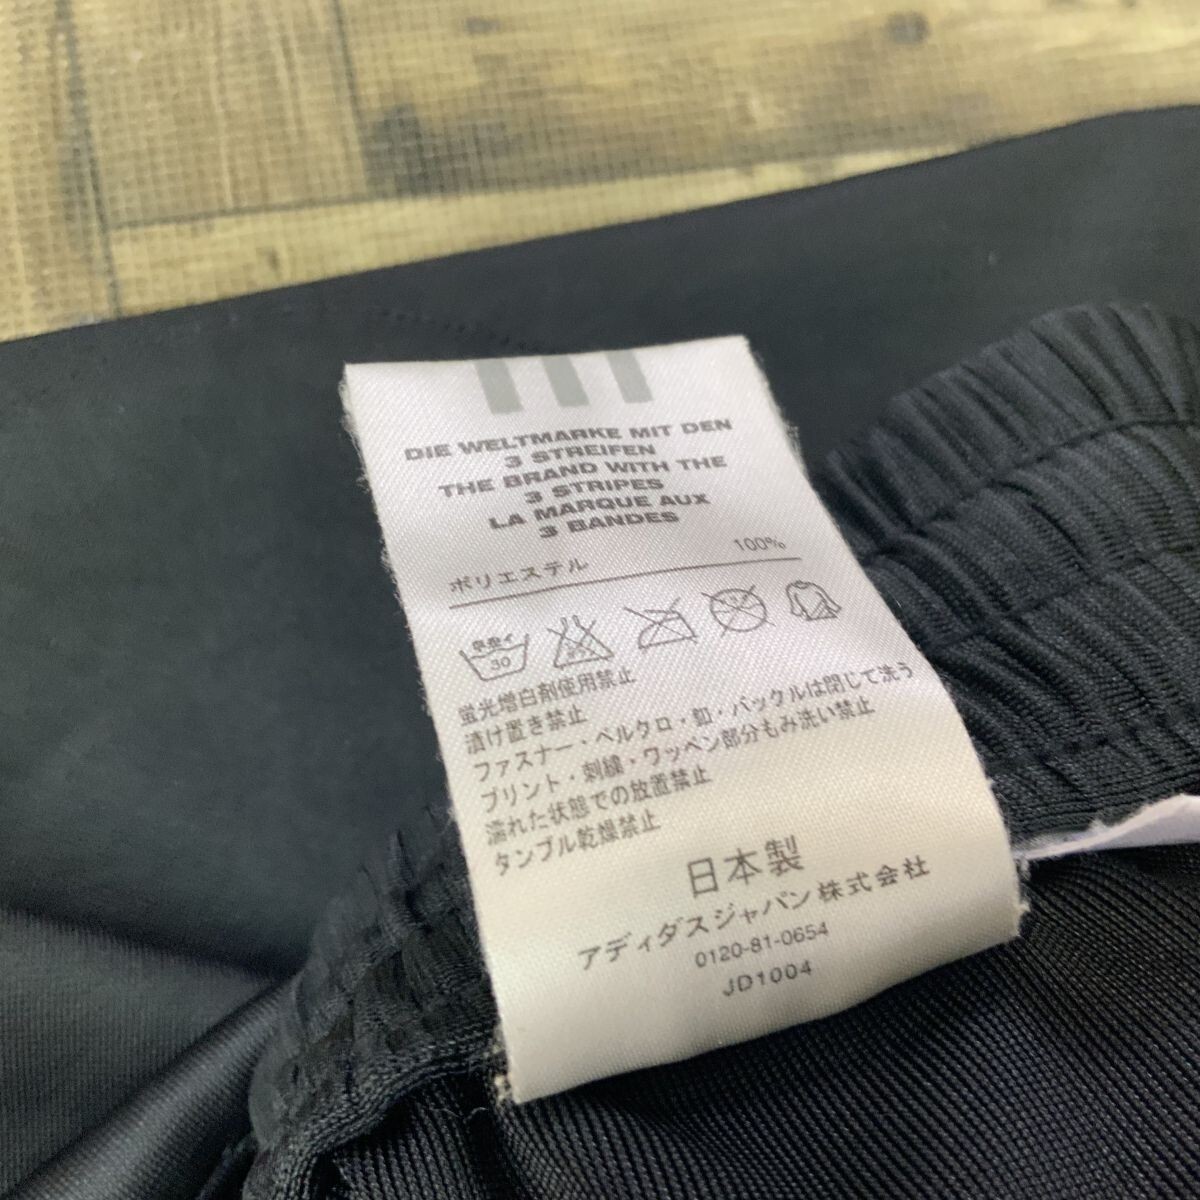 DIE WELTMARKE MIT DEN
3 STREIFEN
THE BRAND WITH THE
3 STRIPES
LA MARQUE AUX
3 BANDES
ポリエステル 100%
30
蛍光増白剤使用禁止
漬け置き禁止
ファスナー・ベルクロ・釦・バックルは閉じて洗う
プリント・刺繍・ワッペン部分もみ洗い禁止
濡れた状態での放置禁止
タンブル乾燥禁止
日本製
アディダスジャパン株式会社
0120-81-0654
JD1004